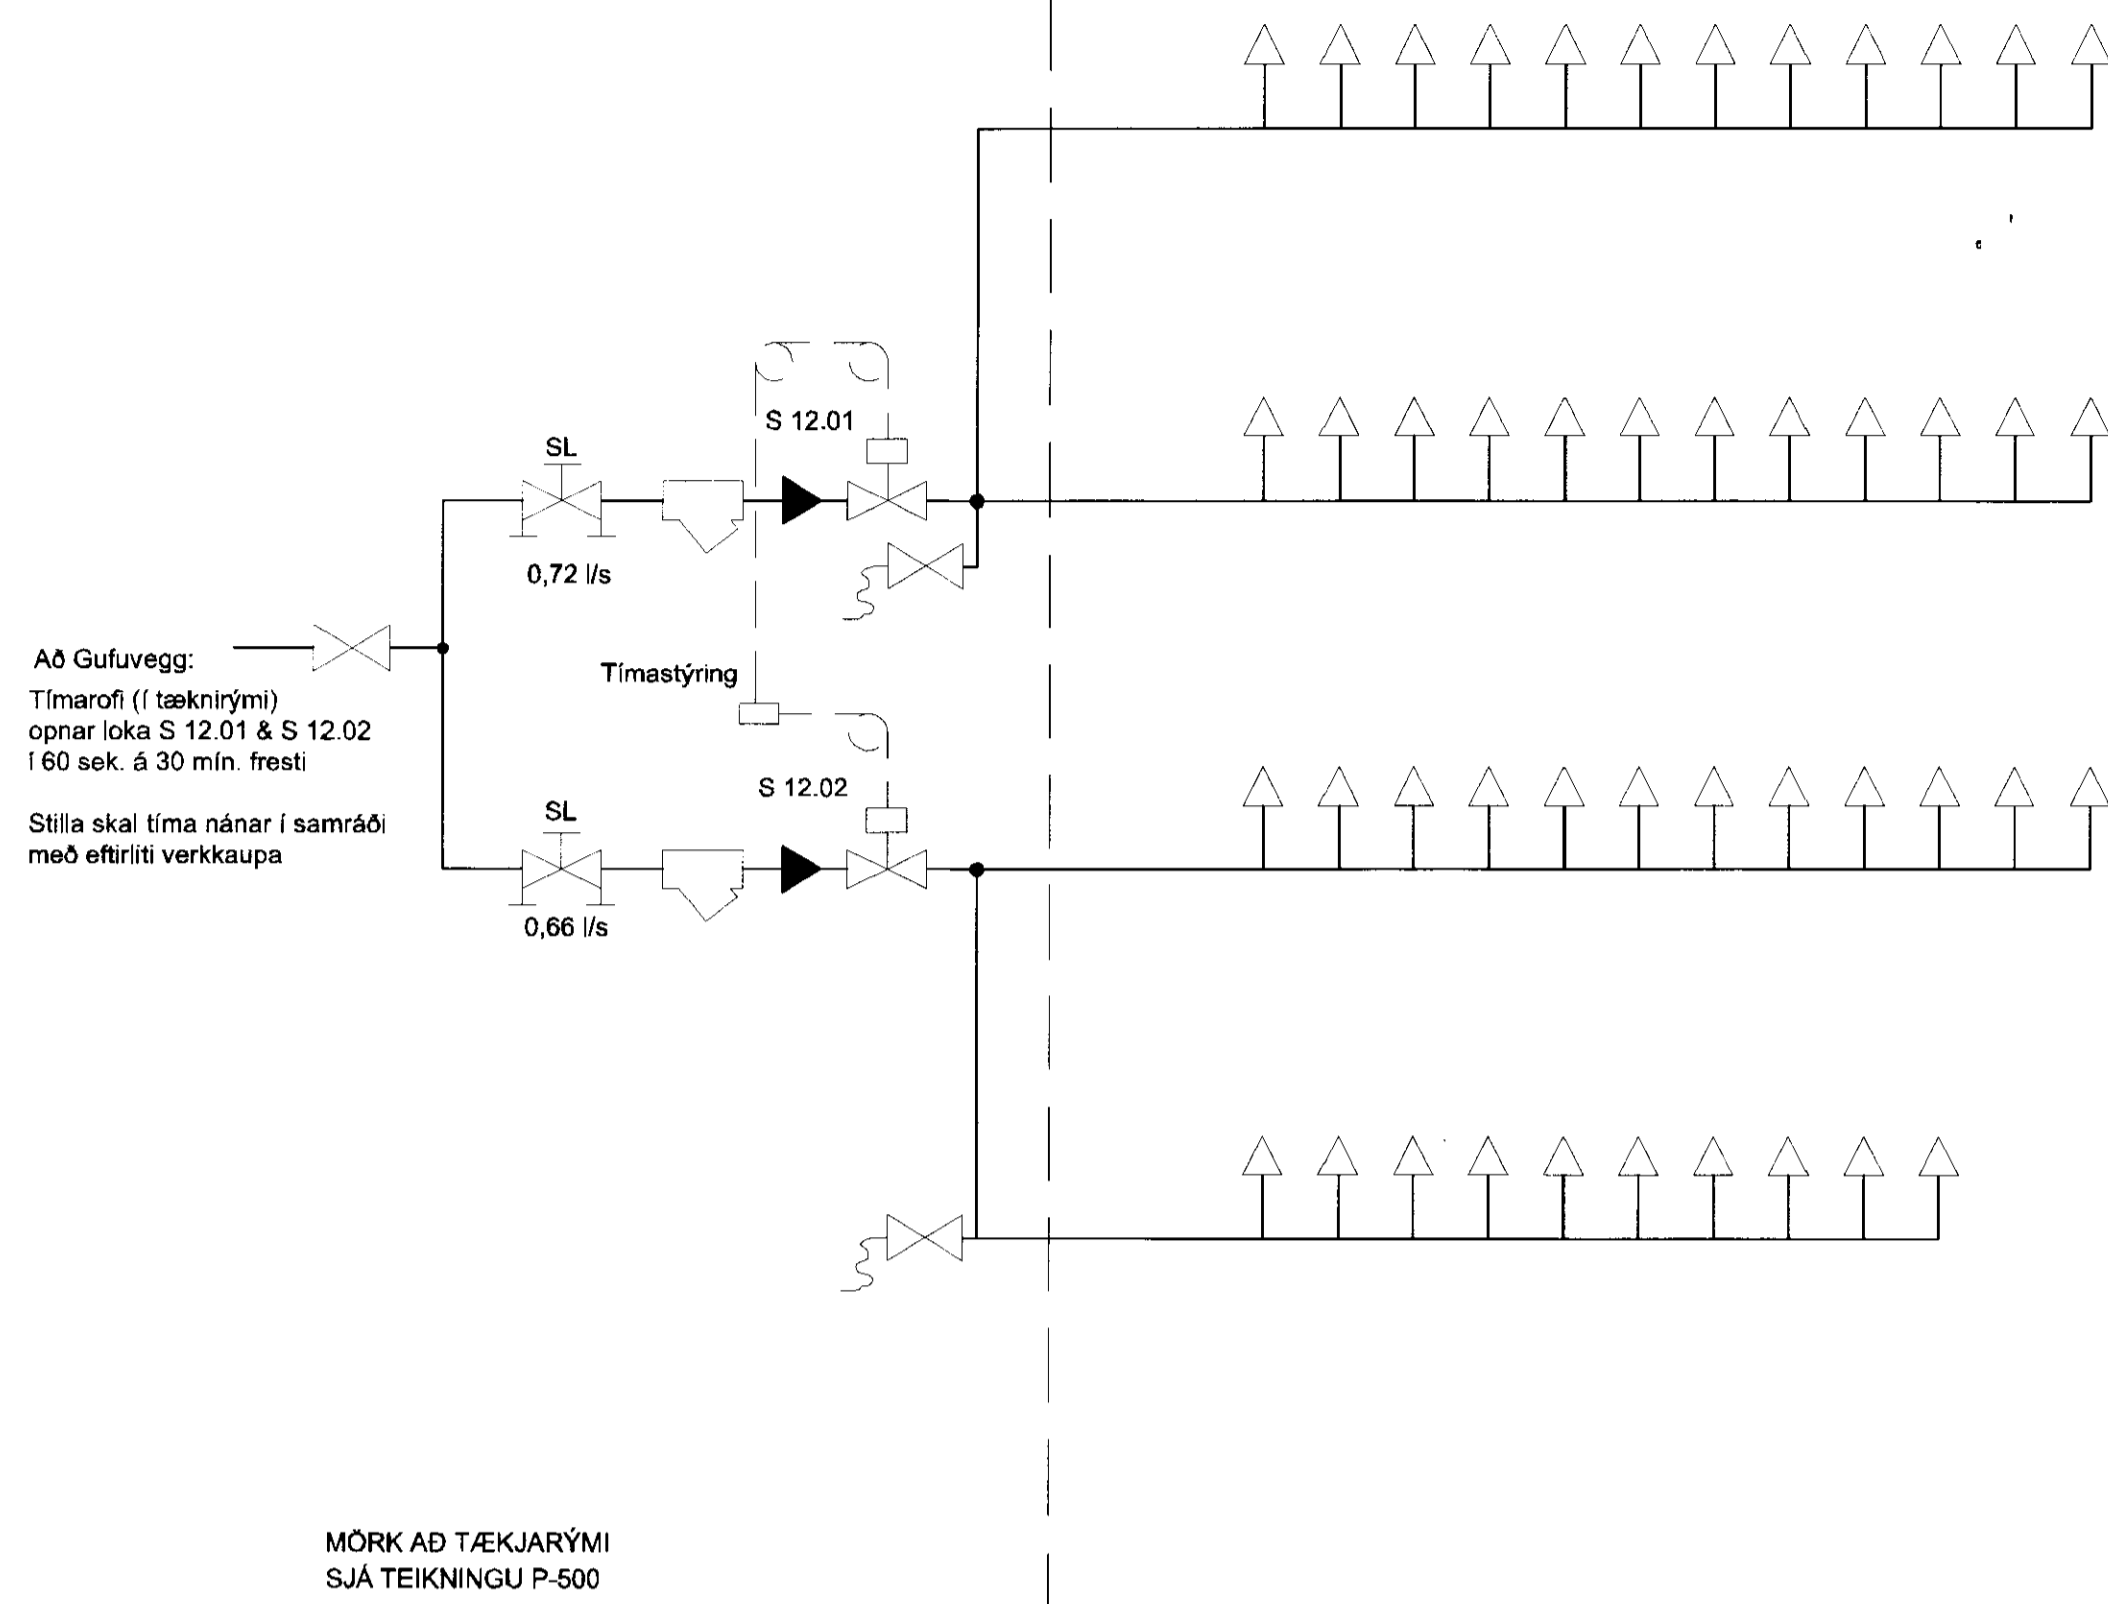 S 12.01
SL
0,72 l/s
Að Gufuvegg:
Tímarofi (í tæknirými)
opnar loka S 12.01 & S 12.02
í 60 sek. á 30 mín. fresti
Stilla skal tíma nánar í samráði
með eftirliti verkkaupa
Tímastýring
S 12.02
SL
0,66 l/s
MÖRK AÐ TÆKJARÝMI
SJÁ TEIKNINGU P-500